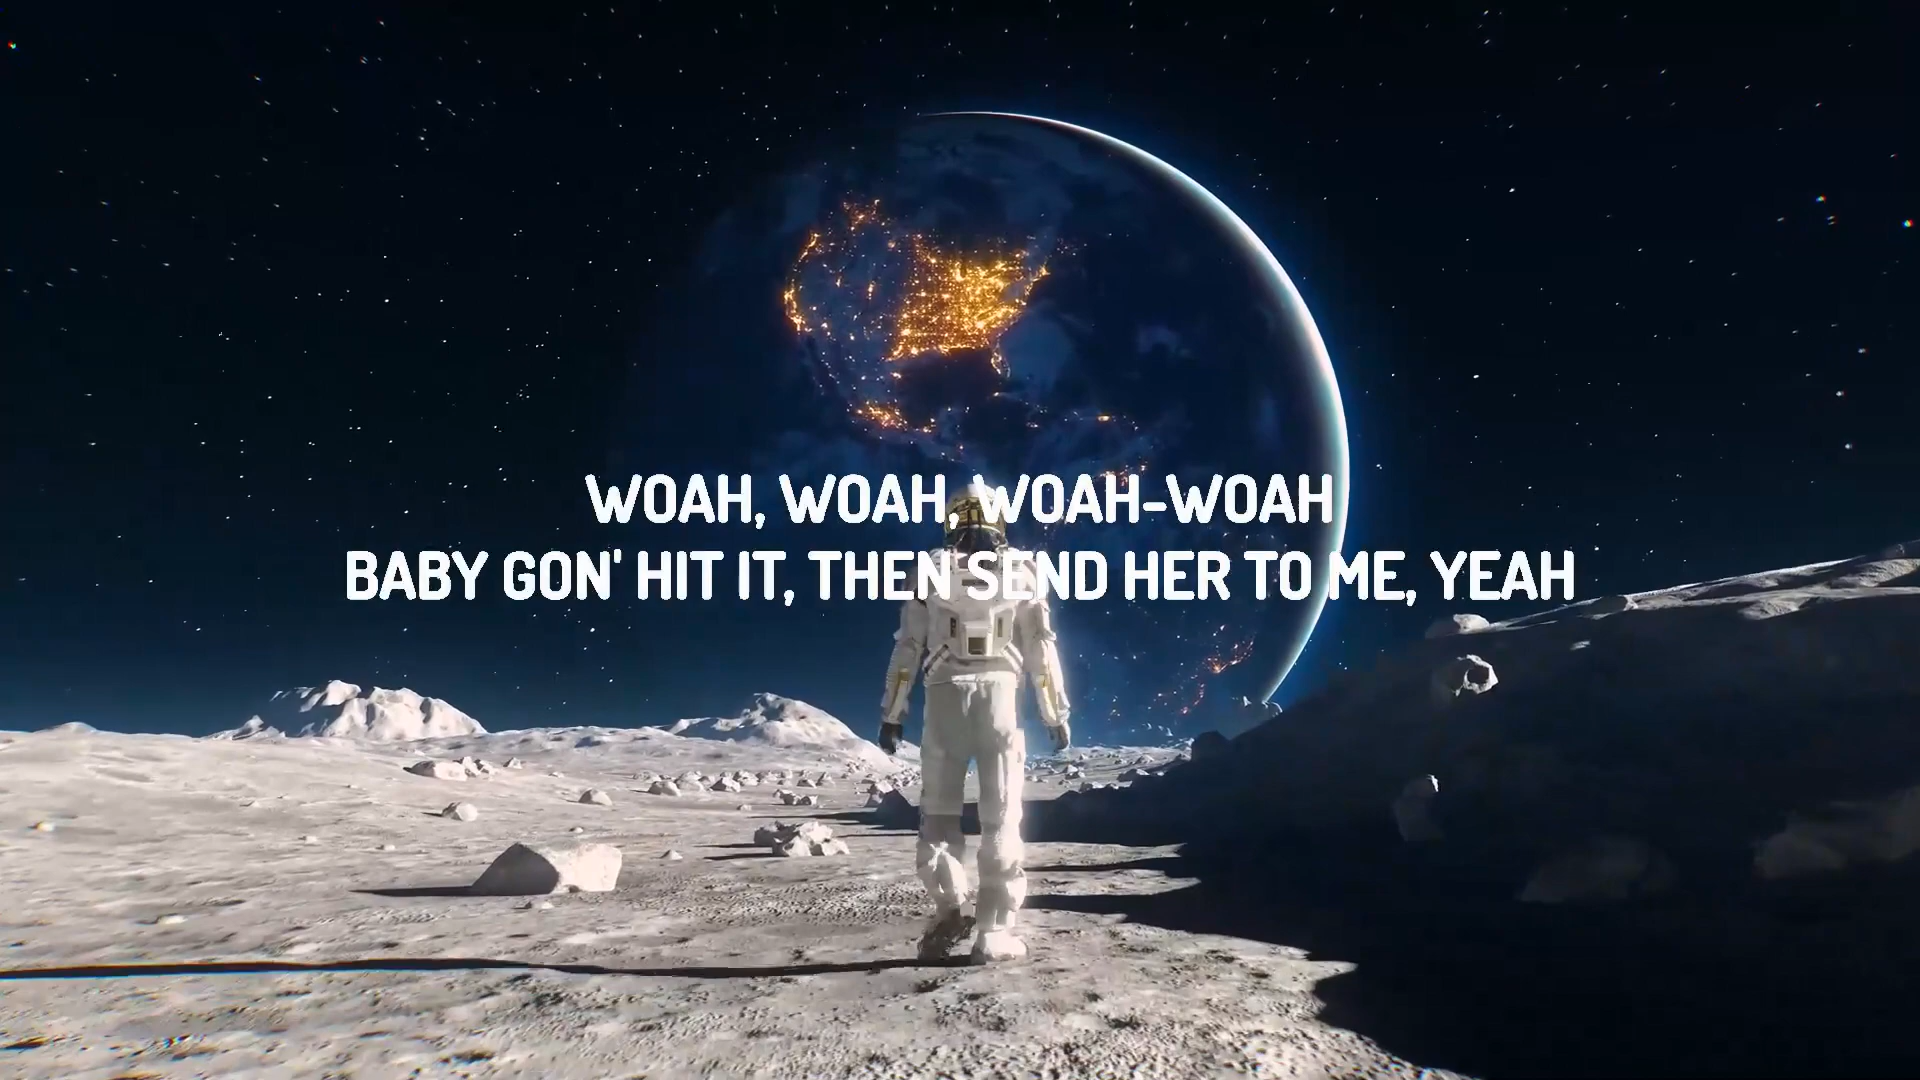 WOAH, WOAH, WOAH-WOAH
BABY GON' HIT IT, THEN SEND HER TO ME, YEAH